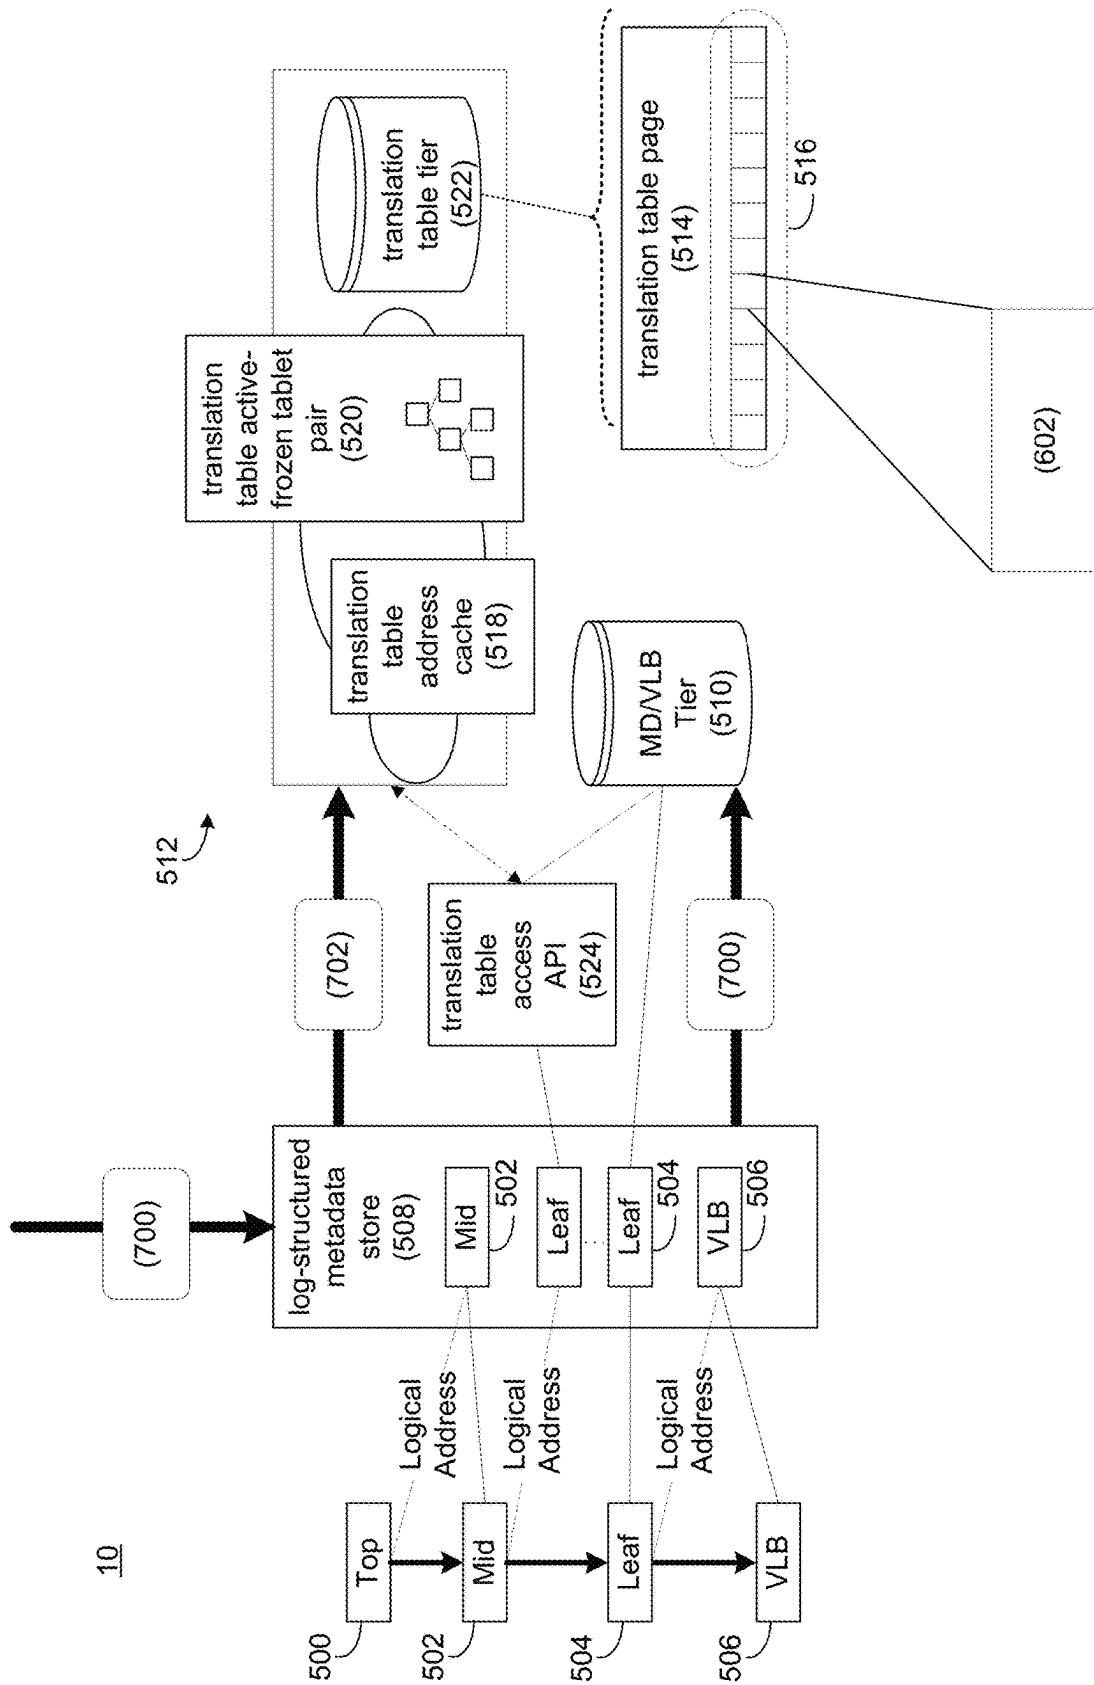 10
500
Top
502
Mid
504
Leaf
506
VLB
Logical
Address
Logical
Address
Logical
Address
(700)
log-structured
metadata
store
(508)
Mid
502
Leaf
Leaf
504
VLB
506
(702)
(700)
512
translation
table
access
API
(524)
translation
table
address
cache
(518)
translation
table active-
frozen tablet
pair
(520)
translation
table tier
(522)
MD/VLB
Tier
(510)
translation table page
(514)
516
(602)